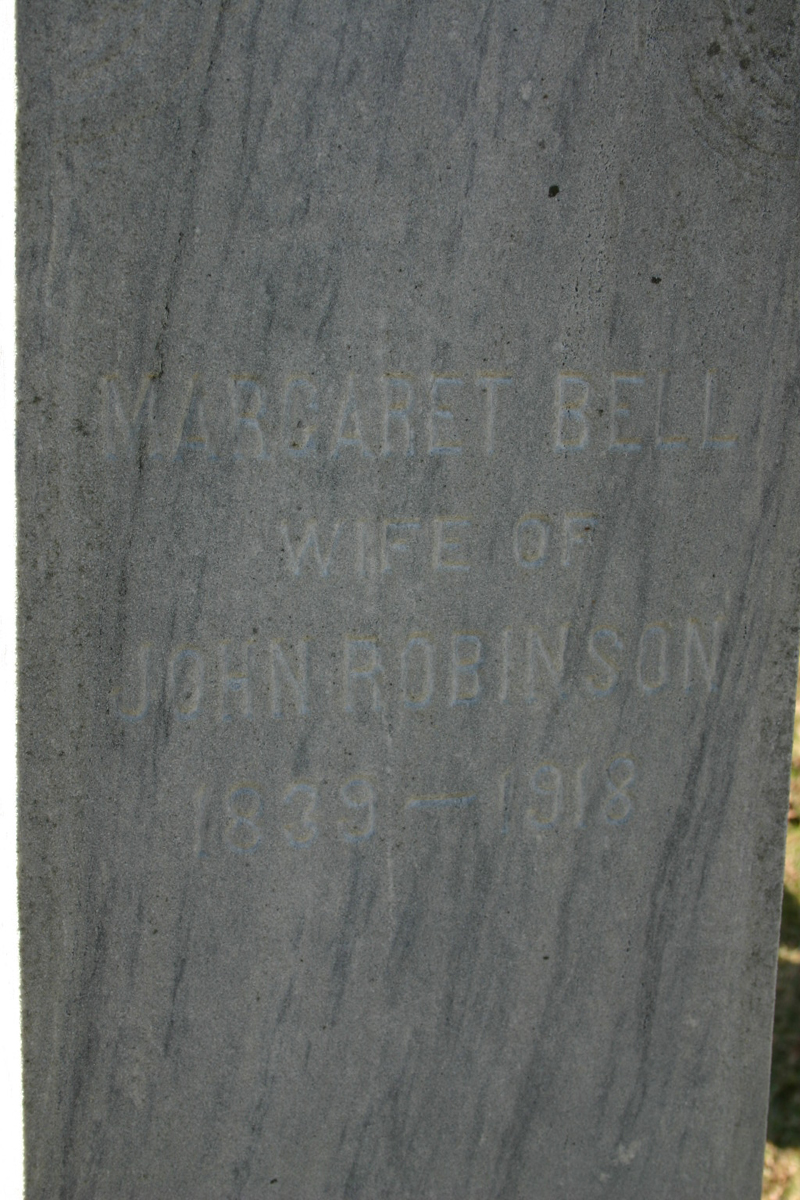 MARGARET BELL
WIFE OF
JOHN ROBINSON
1839 — 1918